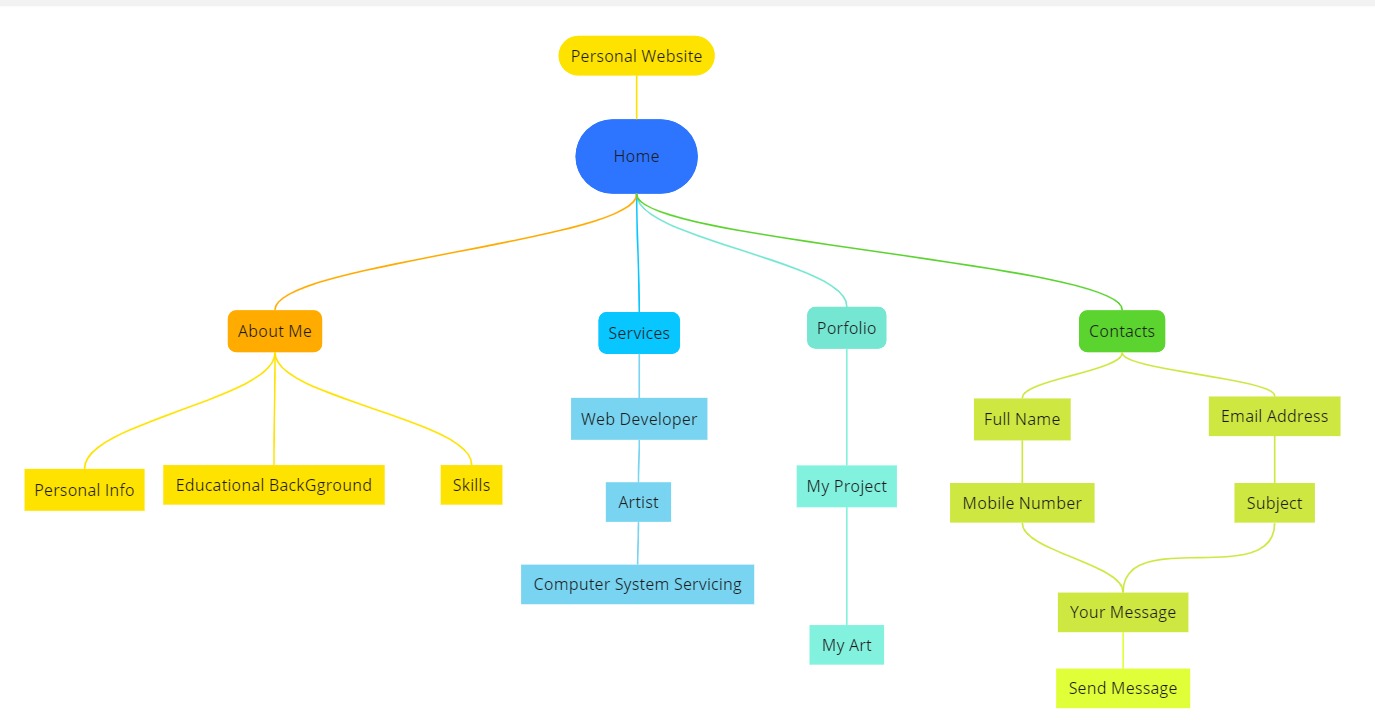 Personal Website
Home
About Me
Services
Porfolio
Contacts
Personal Info
Educational BackGground
Skills
Web Developer
Artist
Computer System Servicing
My Project
My Art
Full Name
Email Address
Mobile Number
Subject
Your Message
Send Message